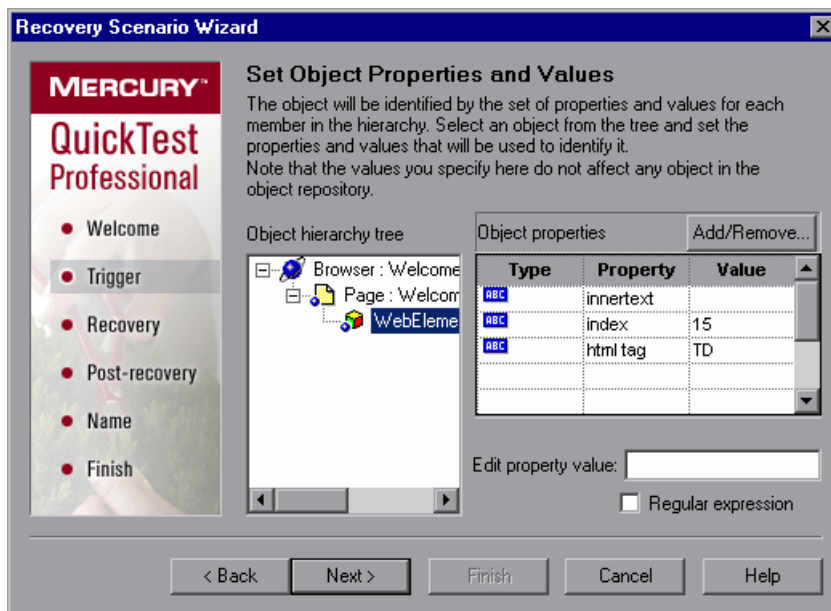 Recovery Scenario Wizard
MERCURY™
QuickTest
Professional
Welcome
Trigger
Recovery
Post-recovery
Name
Finish
Set Object Properties and Values
The object will be identified by the set of properties and values for each
member in the hierarchy. Select an object from the tree and set the
properties and values that will be used to identify it.
Note that the values you specify here do not affect any object in the
object repository.
Object hierarchy tree
Browser : Welcome
Page : Welcom
WebEleme
Object properties
Add/Remove...
Type Property Value
ABC innertext
ABC index 15
ABC html tag TD
Edit property value:
Regular expression
< Back
Next >
Finish
Cancel
Help